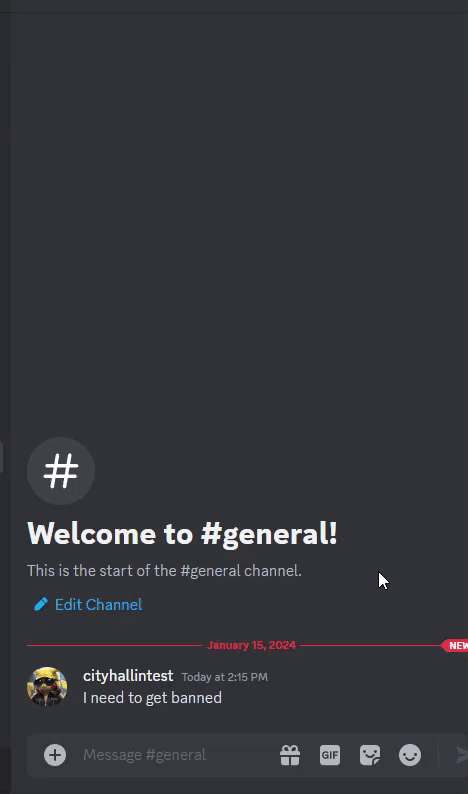 Welcome to #general!
This is the start of the #general channel.
Edit Channel
January 15, 2024
NEW
cityhallintest Today at 2:15 PM
I need to get banned
Message #general
GIF